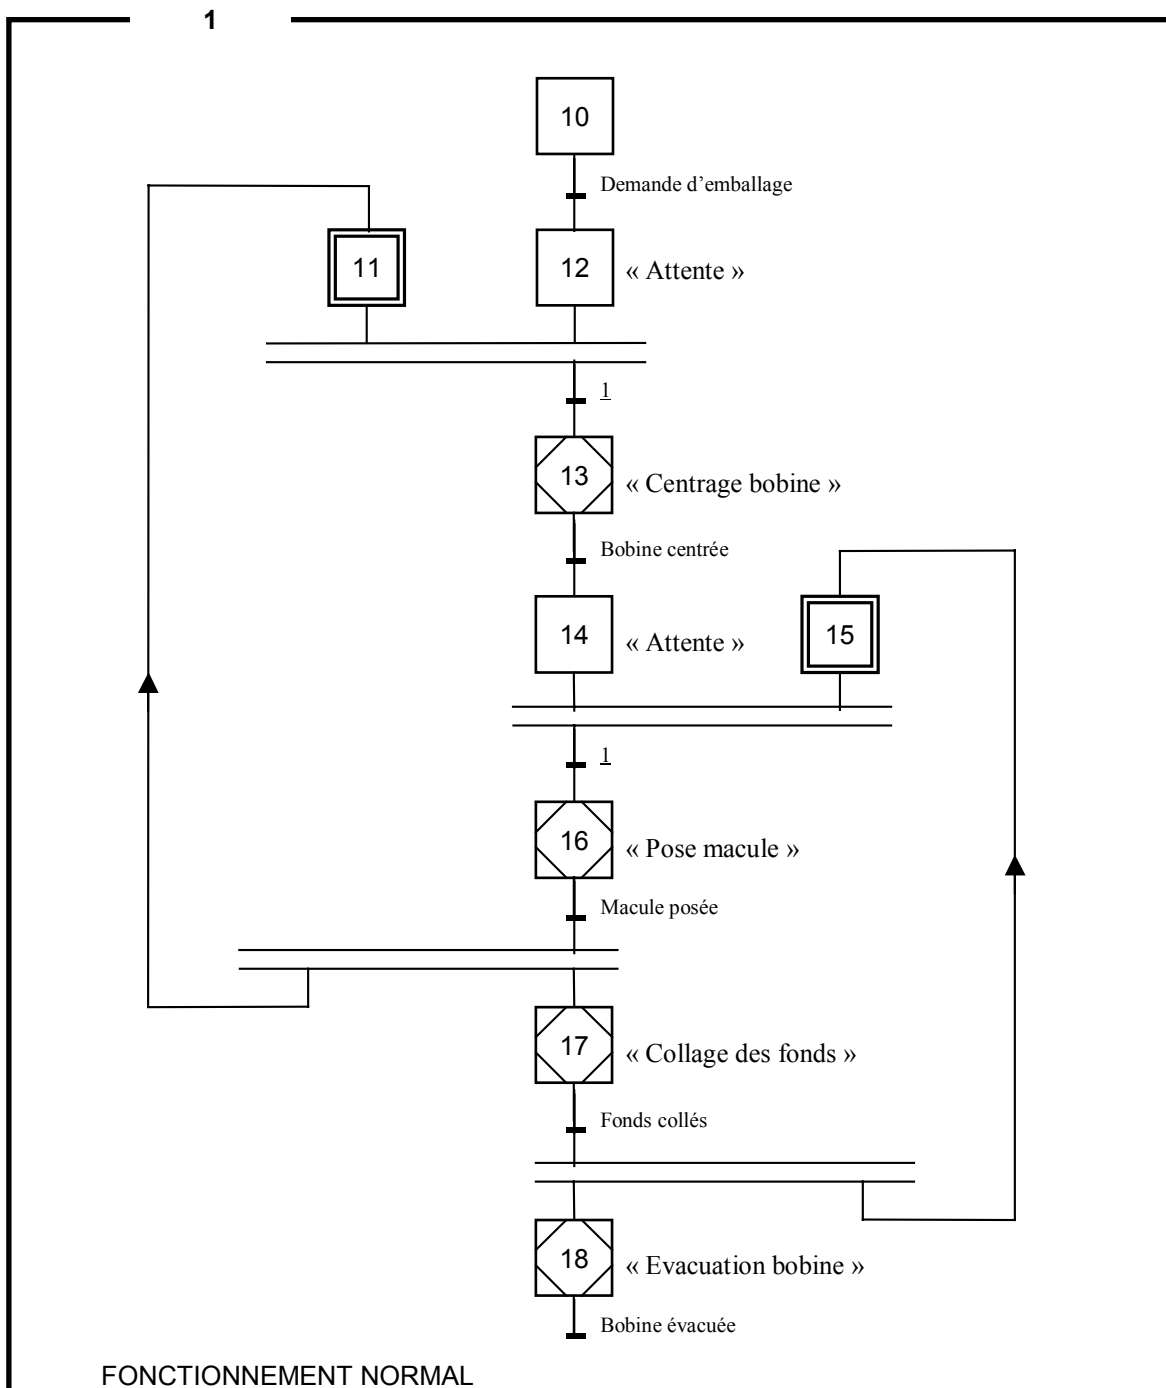 1
10
Demande d’emballage
11
12
« Attente »
1
13
« Centrage bobine »
Bobine centrée
14
« Attente »
15
1
16
« Pose macule »
Macule posée
17
« Collage des fonds »
Fonds collés
18
« Evacuation bobine »
Bobine évacuée
FONCTIONNEMENT NORMAL